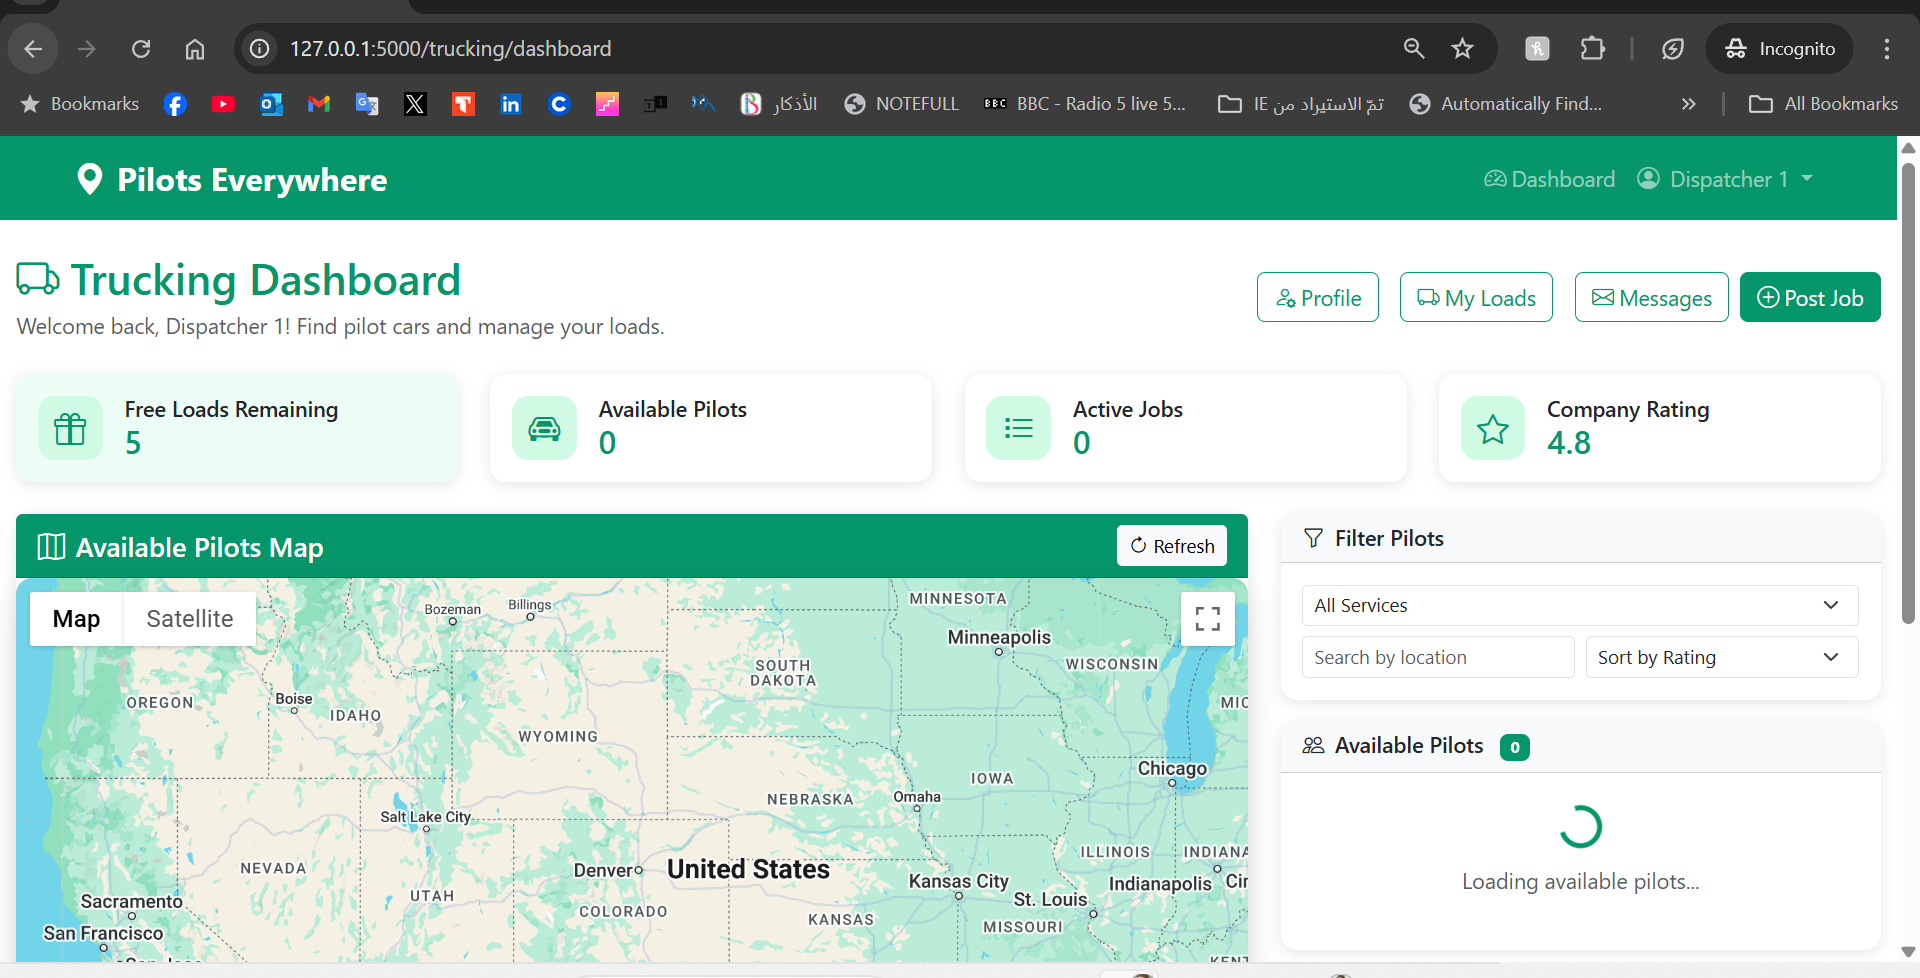 127.0.0.1:5000/trucking/dashboard
Incognito
Bookmarks
الأذكار
NOTEFULL
BBC
BBC - Radio 5 live 5...
تمّ الاستيراد من IE
Automatically Find...
All Bookmarks
Pilots Everywhere
Dashboard
Dispatcher 1
Trucking Dashboard
Welcome back, Dispatcher 1! Find pilot cars and manage your loads.
Profile
My Loads
Messages
Post Job
Free Loads Remaining
5
Available Pilots
0
Active Jobs
0
Company Rating
4.8
Available Pilots Map
Refresh
Map
Satellite
Bozeman
Billings
MINNESOTA
Minneapolis
WISCONSIN
SOUTH
DAKOTA
OREGON
Boise
IDAHO
MIC
WYOMING
Chicago
IOWA
NEBRASKA
Omaha
Salt Lake City
NEVADA
Denver
United States
ILLINOIS
INDIANA
Kansas City
Indianapolis
Cin
UTAH
Sacramento
St. Louis
COLORADO
KANSAS
MISSOURI
San Francisco
San Jose
KENT
Filter Pilots
All Services
Search by location
Sort by Rating
Available Pilots
0
Loading available pilots...